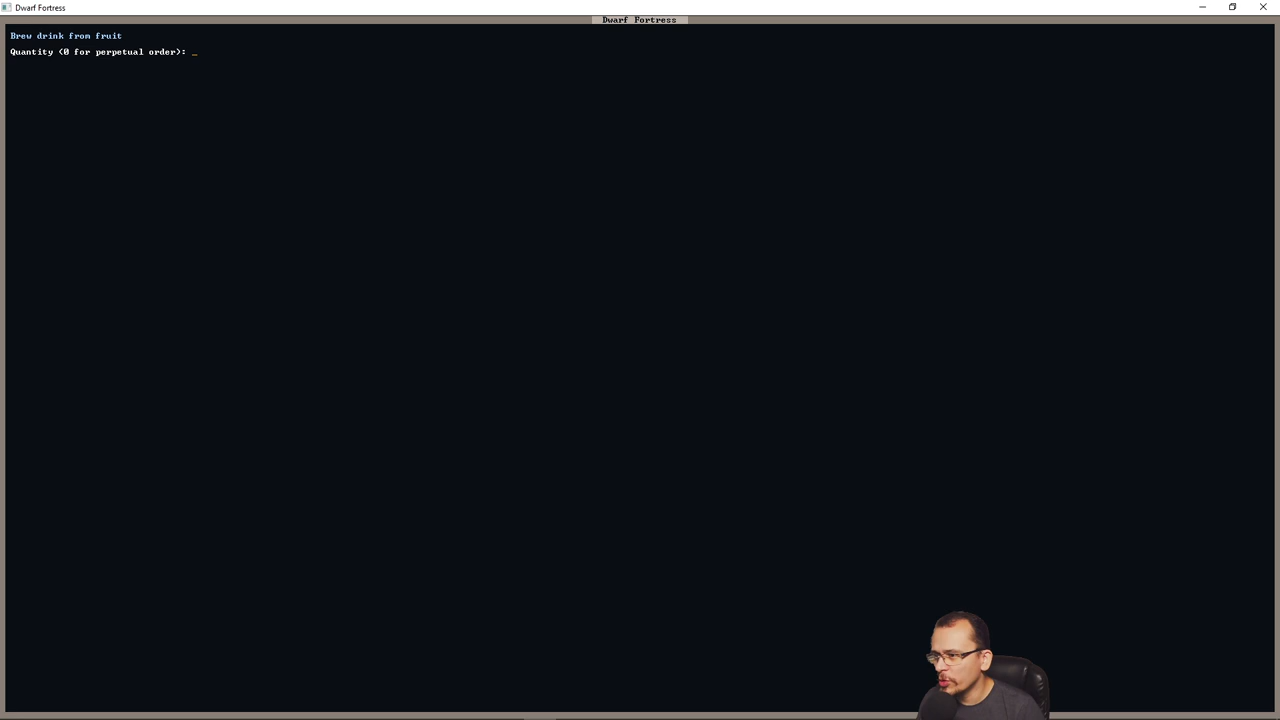 Dwarf Fortress
Dwarf Fortress
Brew drink from fruit
Quantity (0 for perpetual order): _